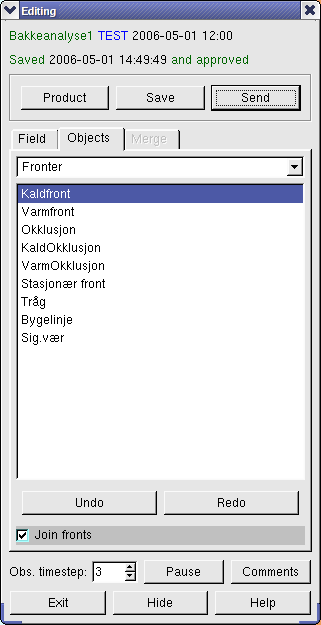 Editing
Bakkeanalyse1 TEST 2006-05-01 12:00
Saved 2006-05-01 14:49:49 and approved
Product Save Send
Field Objects Merge
Fronter
Kaldfront
Varmfront
Okklusjon
KaldOkklusjon
VarmOkklusjon
Stasjonær front
Tråg
Bygelinje
Sig.vær
Undo Redo
Join fronts
Obs. timestep: 3 Pause Comments
Exit Hide Help